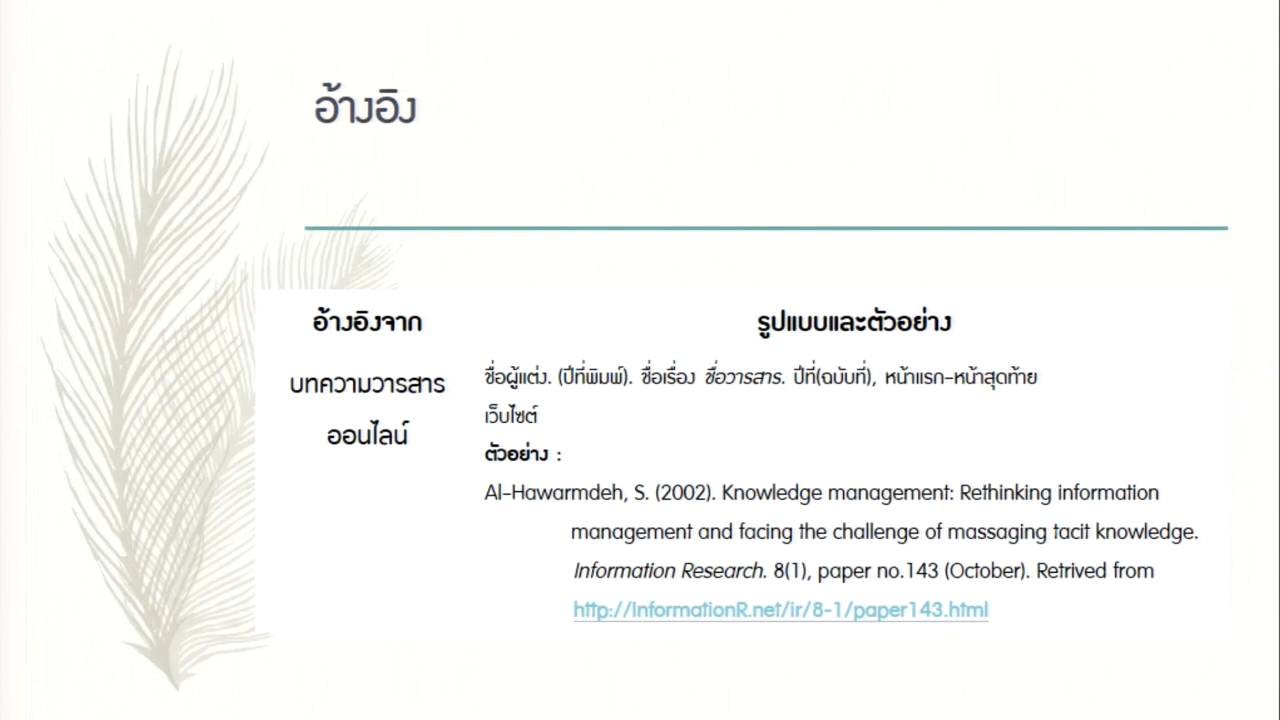 อ้างอิง
อ้างอิงจาก
รูปแบบและตัวอย่าง
บทความวารสาร
ออนไลน์
ชื่อผู้แต่ง. (ปีที่พิมพ์). ชื่อเรื่อง ชื่อวารสาร. ปีที่(ฉบับที่), หน้าแรก-หน้าสุดท้าย
เว็บไซต์
ตัวอย่าง :
Al-Hawarmdeh, S. (2002). Knowledge management: Rethinking information
management and facing the challenge of massaging tacit knowledge.
Information Research. 8(1), paper no.143 (October). Retrived from
http://InformationR.net/ir/8-1/paper143.html